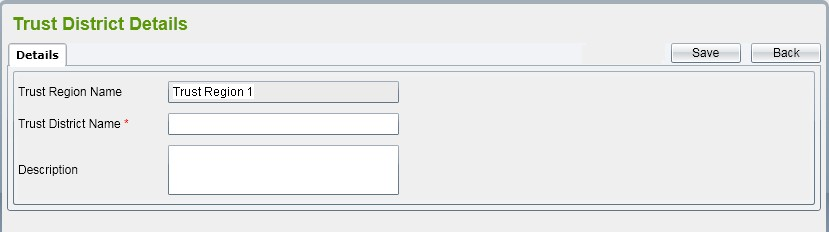 Trust District Details
Details
Save
Back
Trust Region Name
Trust Region 1
Trust District Name *
Description